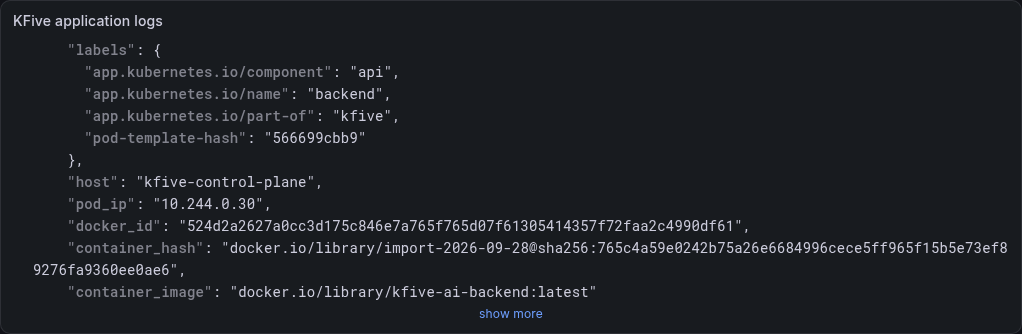 KFive application logs
"labels": {
"app.kubernetes.io/component": "api",
"app.kubernetes.io/name": "backend",
"app.kubernetes.io/part-of": "kfive",
"pod-template-hash": "566699cbb9"
},
"host": "kfive-control-plane",
"pod_ip": "10.244.0.30",
"docker_id": "524d2a2627a0cc3d175c846e7a765f765d07f61305414357f72faa2c4990df61",
"container_hash": "docker.io/library/import-2026-09-28@sha256:765c4a59e0242b75a26e6684996cece5ff965f15b5e73ef8
9276fa9360ee0ae6",
"container_image": "docker.io/library/kfive-ai-backend:latest"
show more